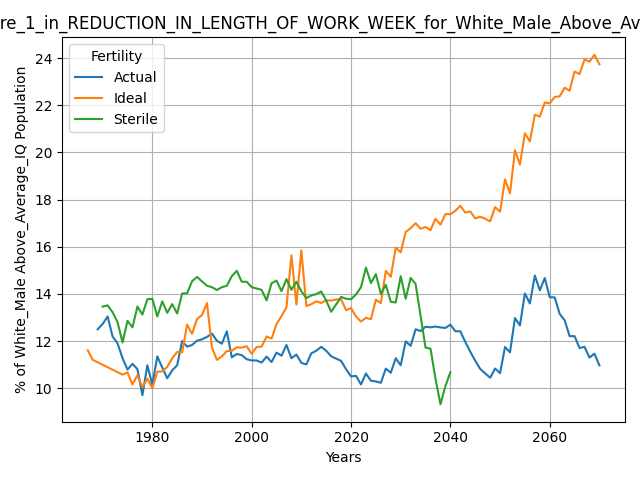 re_1_in_REDUCTION_IN_LENGTH_OF_WORK_WEEK_for_White_Male_Above_Av
Fertility
Actual
Ideal
Sterile
% of White_Male Above_Average_IQ Population
24
22
20
18
16
14
12
10
1980
2000
2020
2040
2060
Years